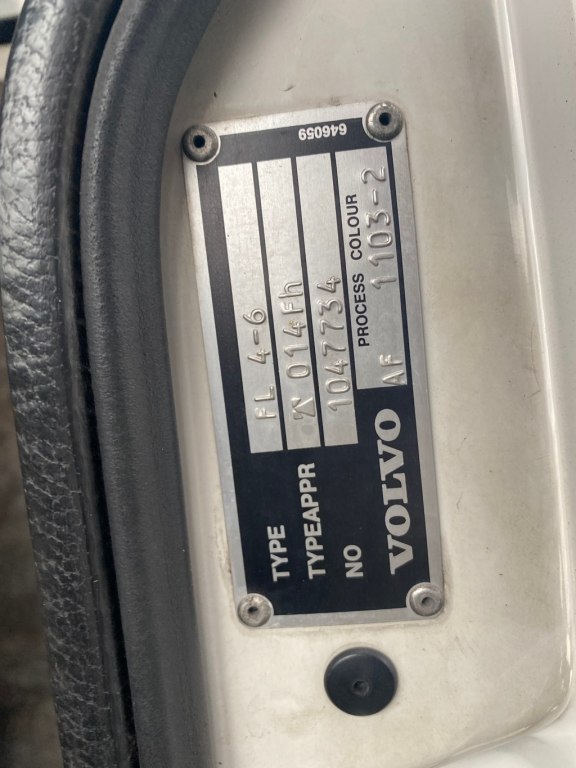 TYPE FL 4-6
TYPEAPPR 014Fh
NO 1047734
PROCESS COLOUR
VOLVO AF 1103-2
646059